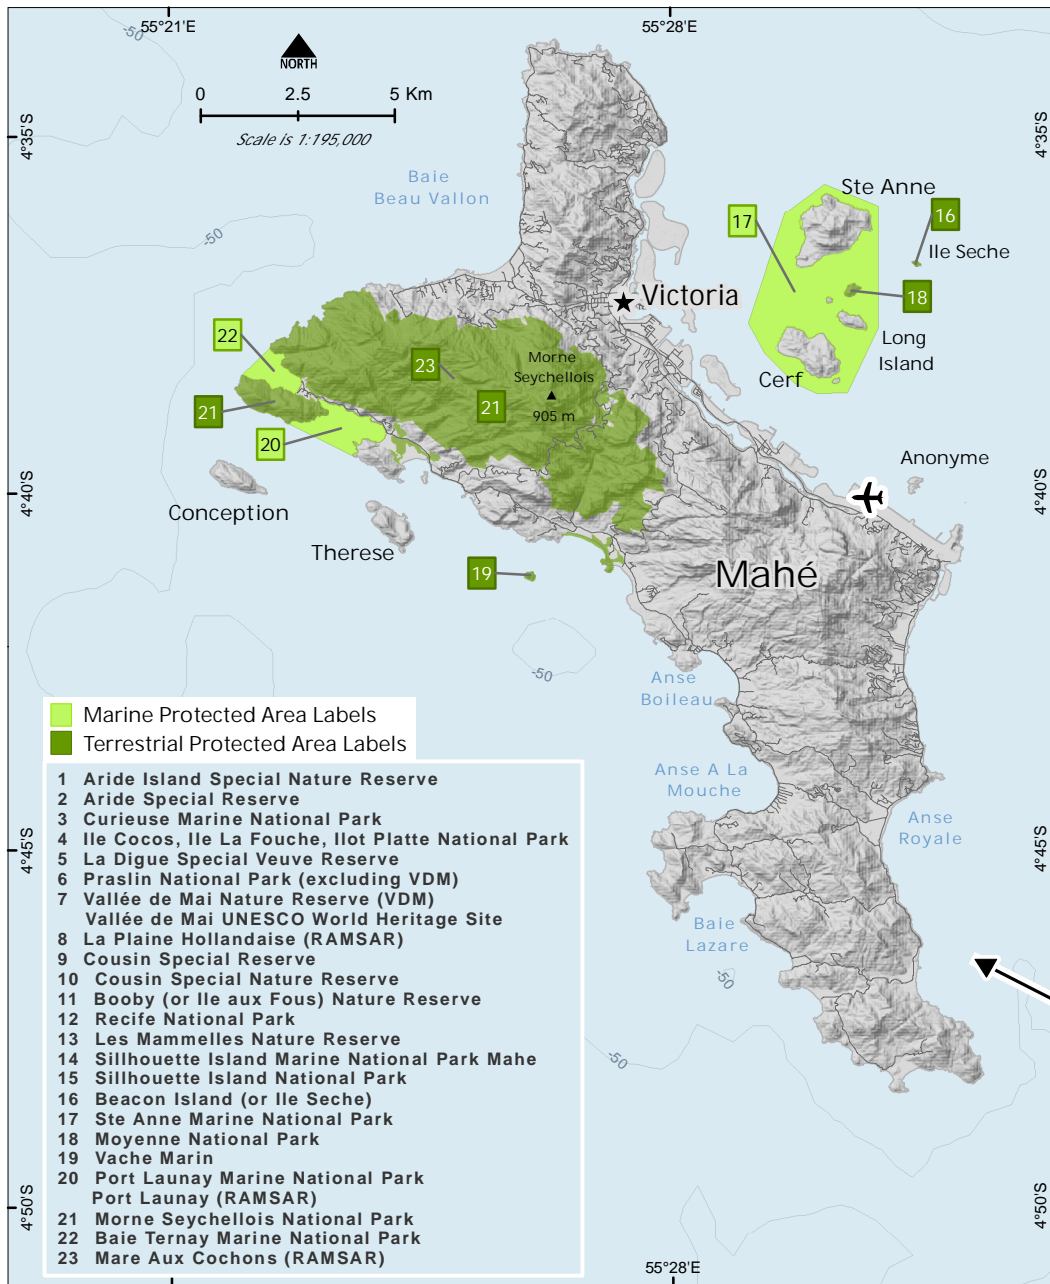 55°21'E
55°28'E
-50
NORTH
0 2.5 5 Km
Scale is 1:195,000
4°35'S
4°35'S
Baie
Beau Vallon
Ste Anne
17
16
-50
Ile Seche
18
Victoria
22
Long
Island
23
Morne
Seychellois
Cerf
21
21
905 m
20
Anonyme
4°40'S
4°40'S
Conception
Therese
19
Mahé
-50
Anse
Boileau
Marine Protected Area Labels
Terrestrial Protected Area Labels
Anse A La
Mouche
Anse
Royale
4°45'S
4°45'S
Baie
Lazare
-50
-50
1 Aride Island Special Nature Reserve
2 Aride Special Reserve
3 Curieuse Marine National Park
4 Ile Cocos, Ile La Fouche, Ilot Platte National Park
5 La Digue Special Veuve Reserve
6 Praslin National Park (excluding VDM)
7 Vallée de Mai Nature Reserve (VDM)
Vallée de Mai UNESCO World Heritage Site
8 La Plaine Hollandaise (RAMSAR)
9 Cousin Special Reserve
10 Cousin Special Nature Reserve
11 Booby (or Ile aux Fous) Nature Reserve
12 Recife National Park
13 Les Mammelles Nature Reserve
14 Sillhouette Island Marine National Park Mahe
15 Sillhouette Island National Park
16 Beacon Island (or Ile Seche)
17 Ste Anne Marine National Park
18 Moyenne National Park
19 Vache Marin
20 Port Launay Marine National Park
Port Launay (RAMSAR)
21 Morne Seychellois National Park
22 Baie Ternay Marine National Park
23 Mare Aux Cochons (RAMSAR)
4°50'S
4°50'S
55°28'E